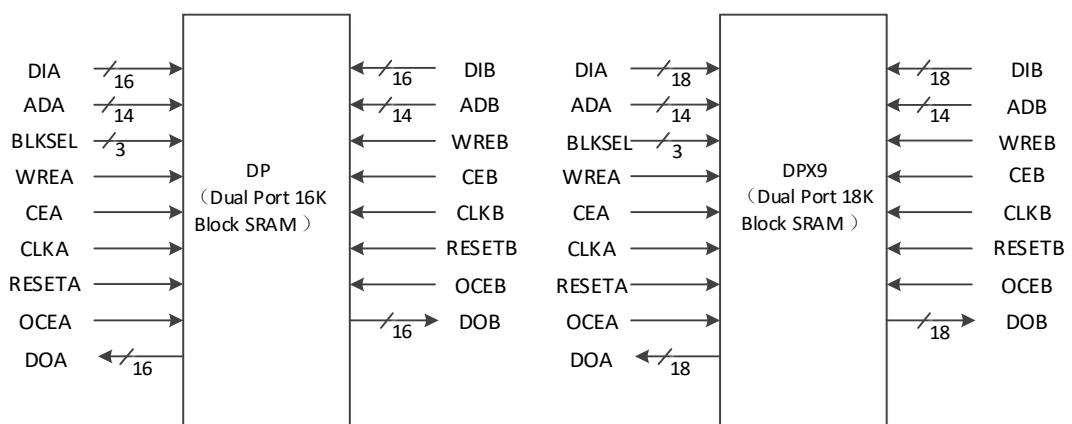 DIA
16
ADA
14
BLKSEL
3
WREA
CEA
CLKA
RESETA
OCEA
DOA
16
DP
（Dual Port 16K
Block SRAM ）
16
DIB
14
ADB
WREB
CEB
CLKB
RESETB
OCEB
16
DOB
DIA
18
ADA
14
BLKSEL
3
WREA
CEA
CLKA
RESETA
OCEA
DOA
18
DPX9
（Dual Port 18K
Block SRAM ）
18
DIB
14
ADB
WREB
CEB
CLKB
RESETB
OCEB
18
DOB